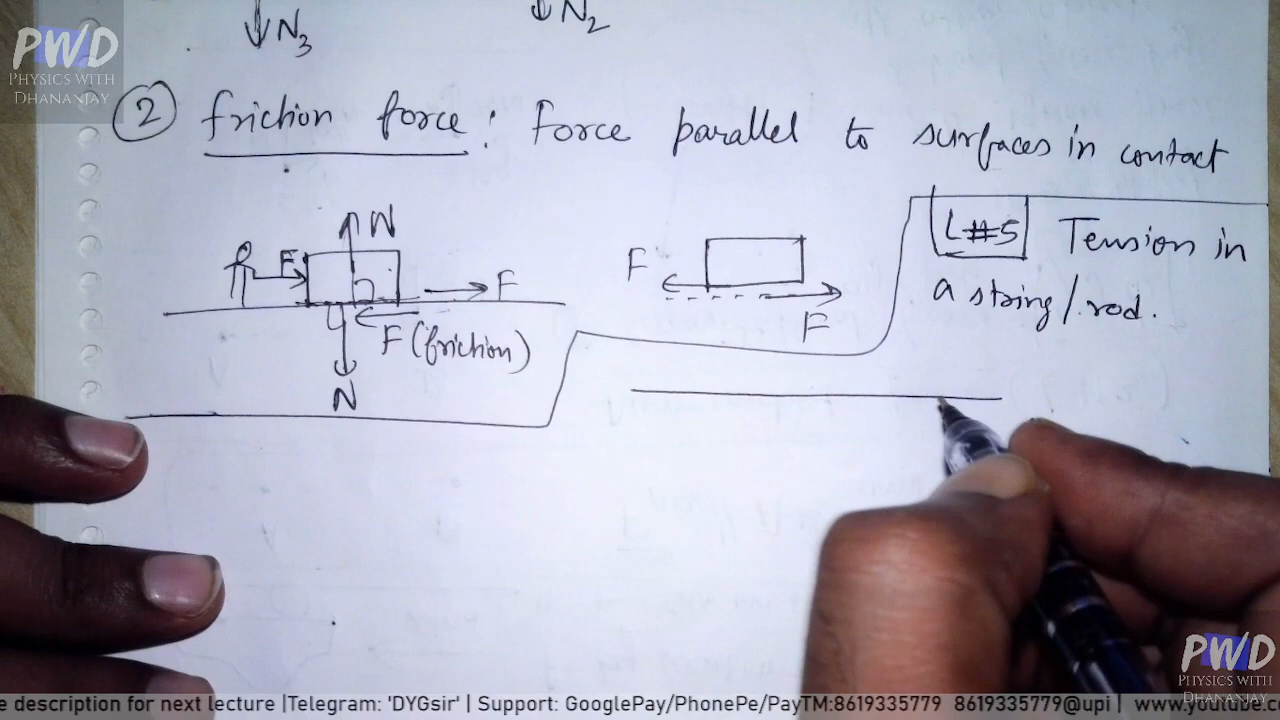 N3
N2
PWD
PHYSICS WITH
DHANANJAY
② friction force: Force parallel to surfaces in contact
N
F
F
F (friction)
N
F
F
L#5 Tension in
a string/rod.
PWD
PHYSICS WITH
DHANANJAY
e description for next lecture |Telegram: 'DYGsir' | Support: GooglePay/PhonePe/PayTM:8619335779 8619335779@upi | www.youtube.c